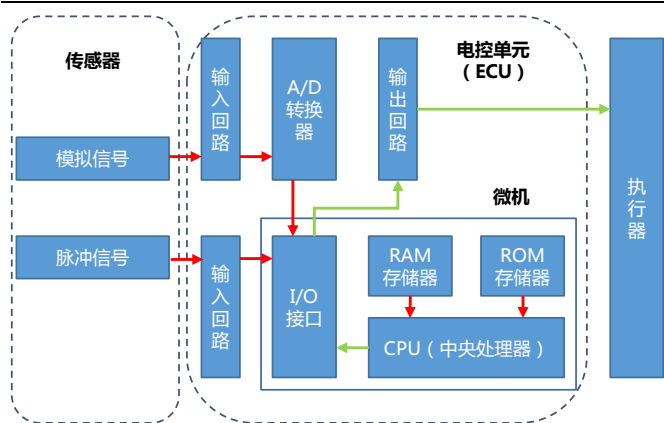 传感器
模拟信号
脉冲信号
电控单元
（ECU）
输入回路
A/D
转换
器
输出回路
输入回路
微机
I/O
接口
RAM
存储器
ROM
存储器
CPU（中央处理器）
执行器